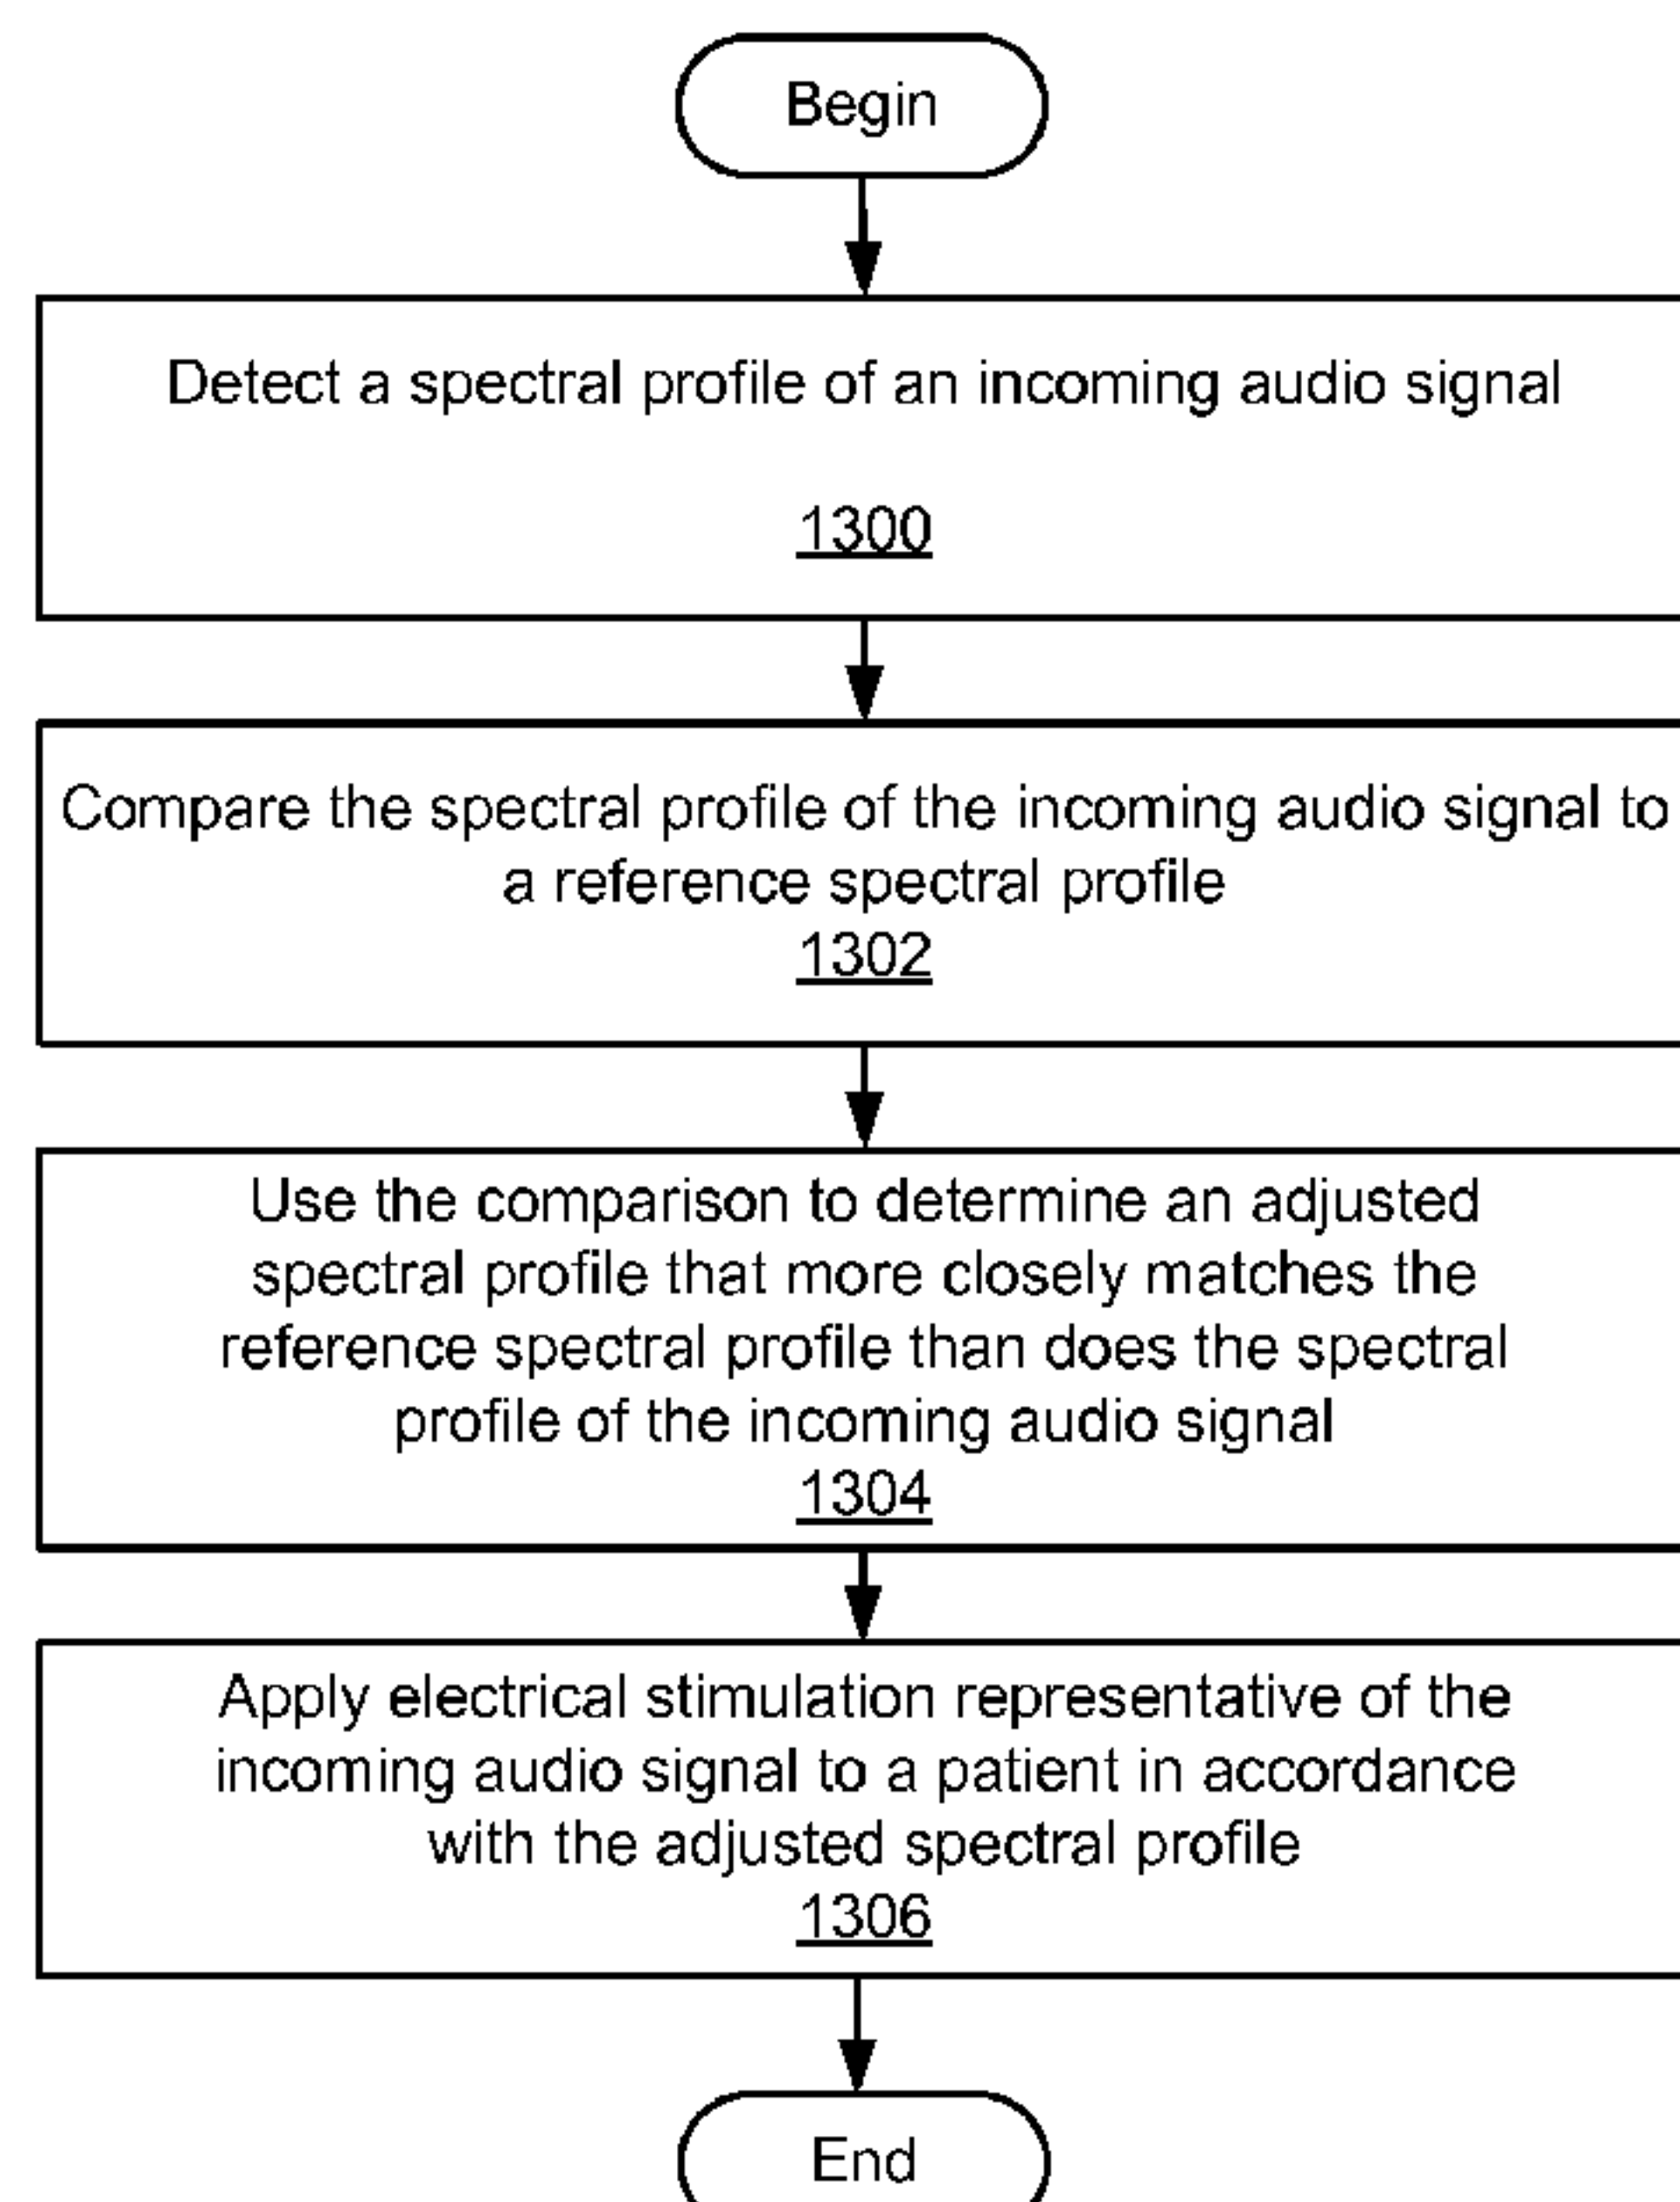 Begin
Detect a spectral profile of an incoming audio signal
1300
Compare the spectral profile of the incoming audio signal to
a reference spectral profile
1302
Use the comparison to determine an adjusted
spectral profile that more closely matches the
reference spectral profile than does the spectral
profile of the incoming audio signal
1304
Apply electrical stimulation representative of the
incoming audio signal to a patient in accordance
with the adjusted spectral profile
1306
End